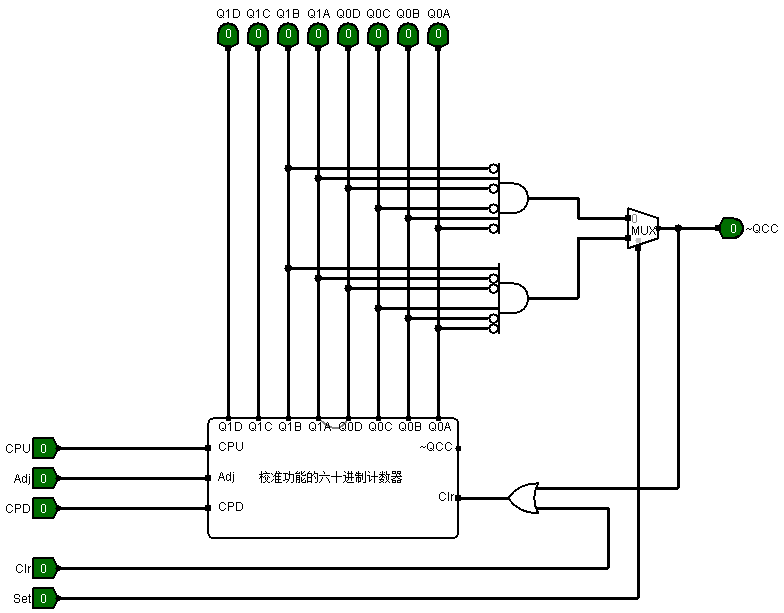 Q1D Q1C Q1B Q1A Q0D Q0C Q0B Q0A
0 0 0 0 0 0 0 0
0
MUX
0 ~QCC
Q1D Q1C Q1B Q1A Q0D Q0C Q0B Q0A
CPU 0 CPU ~QCC
Adj 0 Adj 校准功能的六十进制计数器
Clr
CPD 0 CPD
Clr 0
Set 0